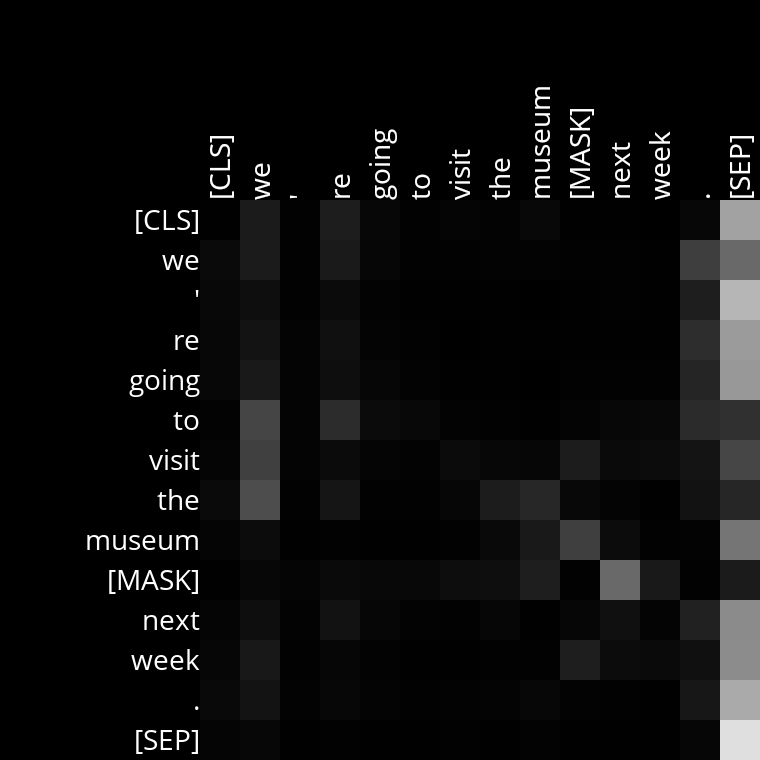 [CLS] we ' re going to visit the museum [MASK] next week . [SEP]
[CLS]
we
'
re
going
to
visit
the
museum
[MASK]
next
week
.
[SEP]